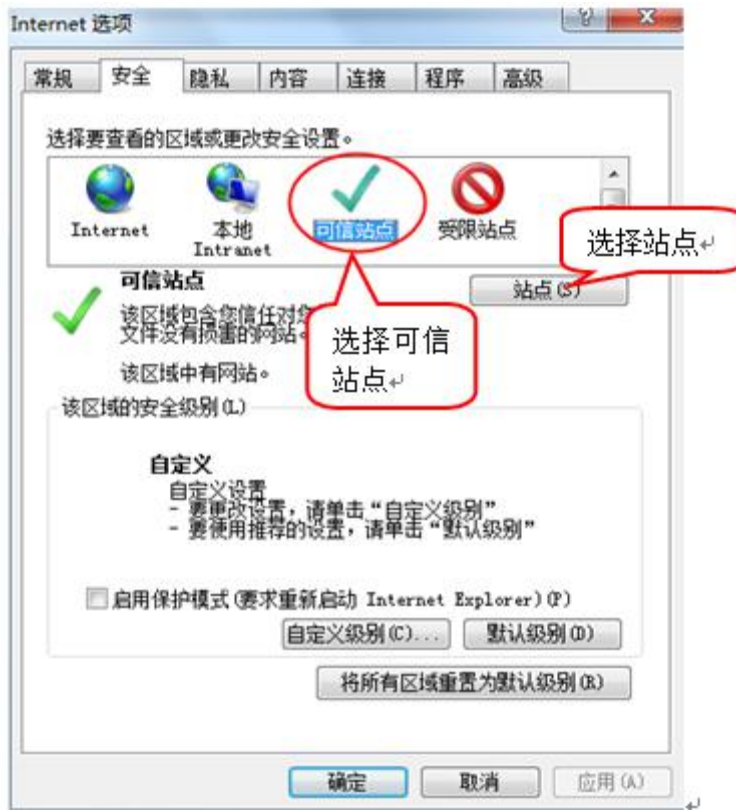 Internet 选项
常规 安全 隐私 内容 连接 程序 高级
选择要查看的区域或更改安全设置。
Internet 本地 Intranet 可信站点 受限站点
选择站点
可信站点
站点(S)
该区域包含您信任对您
文件没有损害的网站。
选择可信
站点
该区域中有网站。
该区域的安全级别(L)
自定义
自定义设置
- 要更改设置，请单击“自定义级别”
- 要使用推荐的设置，请单击“默认级别”
启用保护模式(要求重新启动 Internet Explorer)(P)
自定义级别(C)... 默认级别(D)
将所有区域重置为默认级别(R)
确定 取消 应用(A)